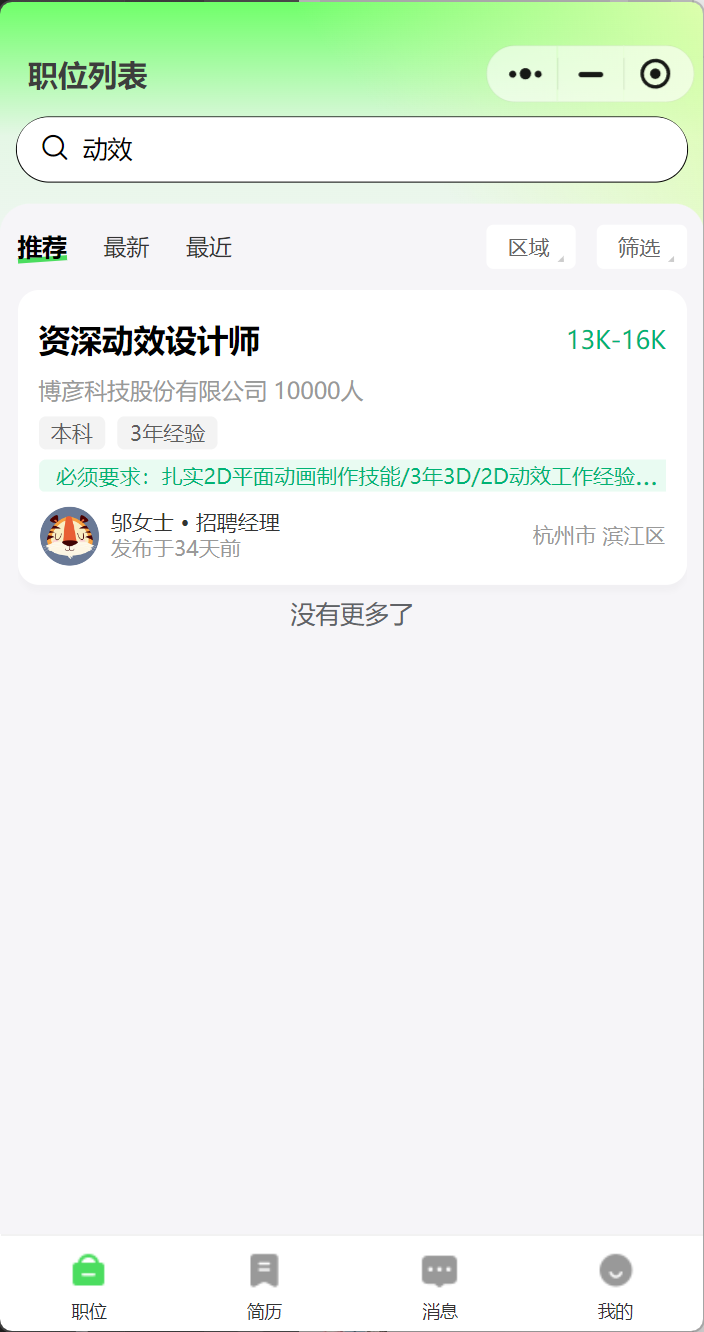 职位列表
动效
推荐 最新 最近 区域 筛选
资深动效设计师 13K-16K
博彦科技股份有限公司 10000人
本科 3年经验
必须要求：扎实2D平面动画制作技能/3年3D/2D动效工作经验...
邬女士 • 招聘经理
发布于34天前 杭州市 滨江区
没有更多了
职位 简历 消息 我的